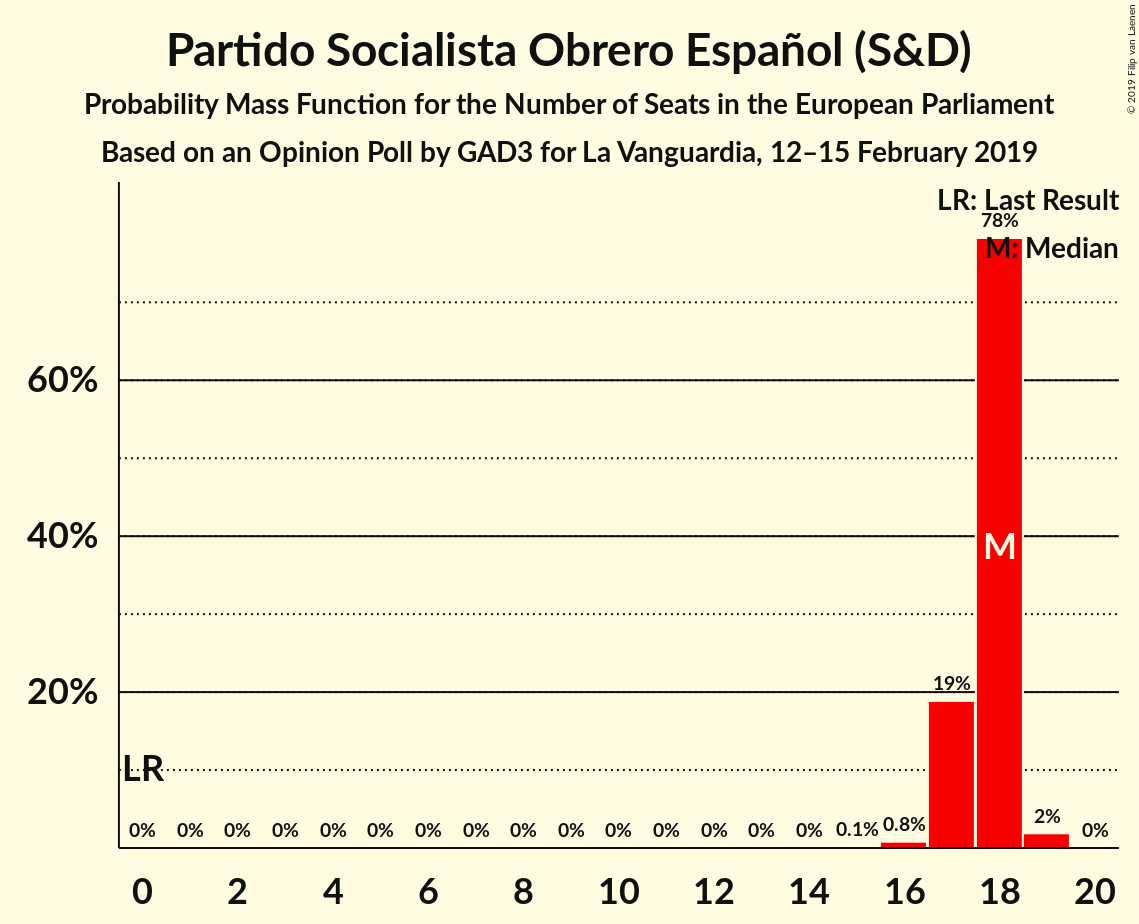 Partido Socialista Obrero Español (S&D)
Probability Mass Function for the Number of Seats in the European Parliament
Based on an Opinion Poll by GAD3 for La Vanguardia, 12–15 February 2019
© 2019 Filip van Laenen
LR: Last Result
78%
M: Median
60%
40%
M
20%
19%
LR
0% 0% 0% 0% 0% 0% 0% 0% 0% 0% 0% 0% 0% 0% 0% 0.1% 0.8% 2% 0%
0 2 4 6 8 10 12 14 16 18 20